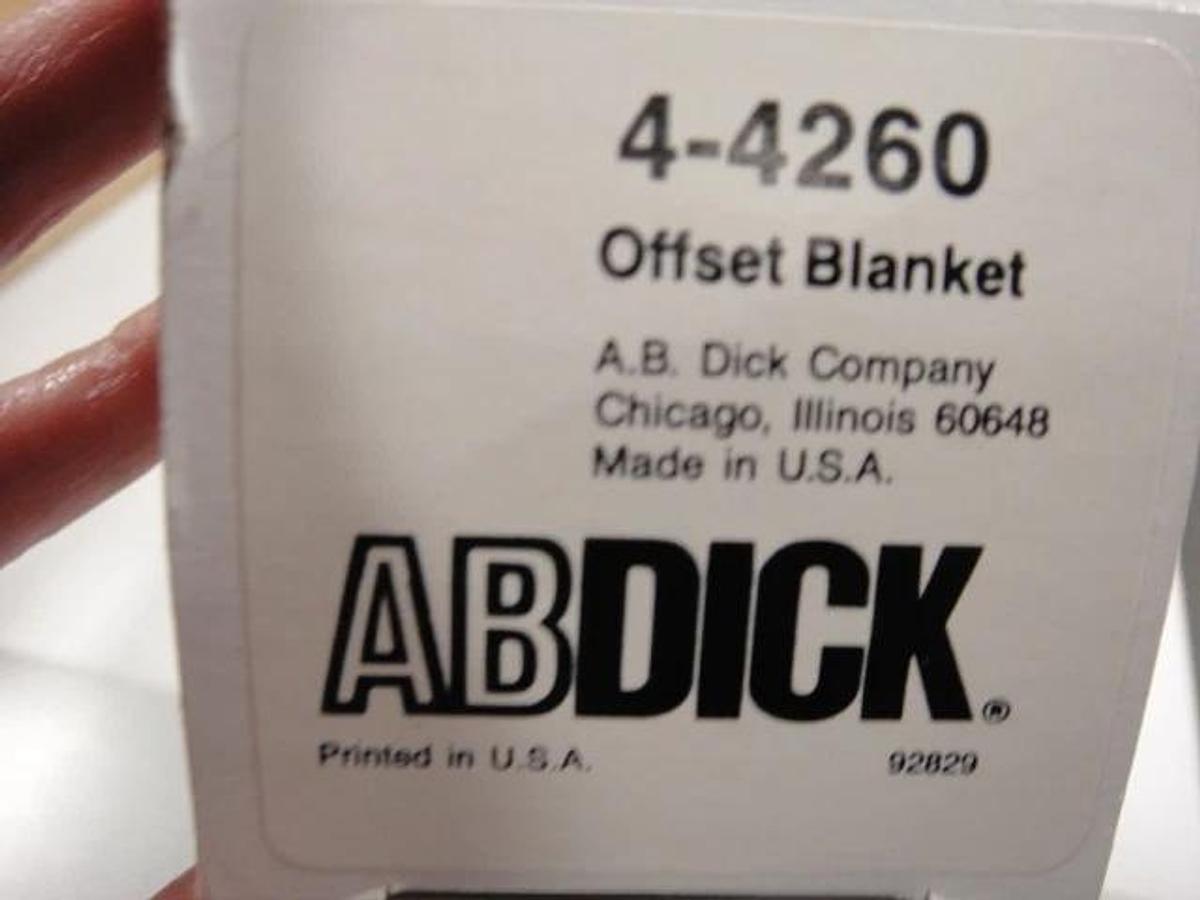 4-4260
Offset Blanket
A.B. Dick Company
Chicago, Illinois 60648
Made in U.S.A.
ABDICK®
Printed in U.S.A. 92829